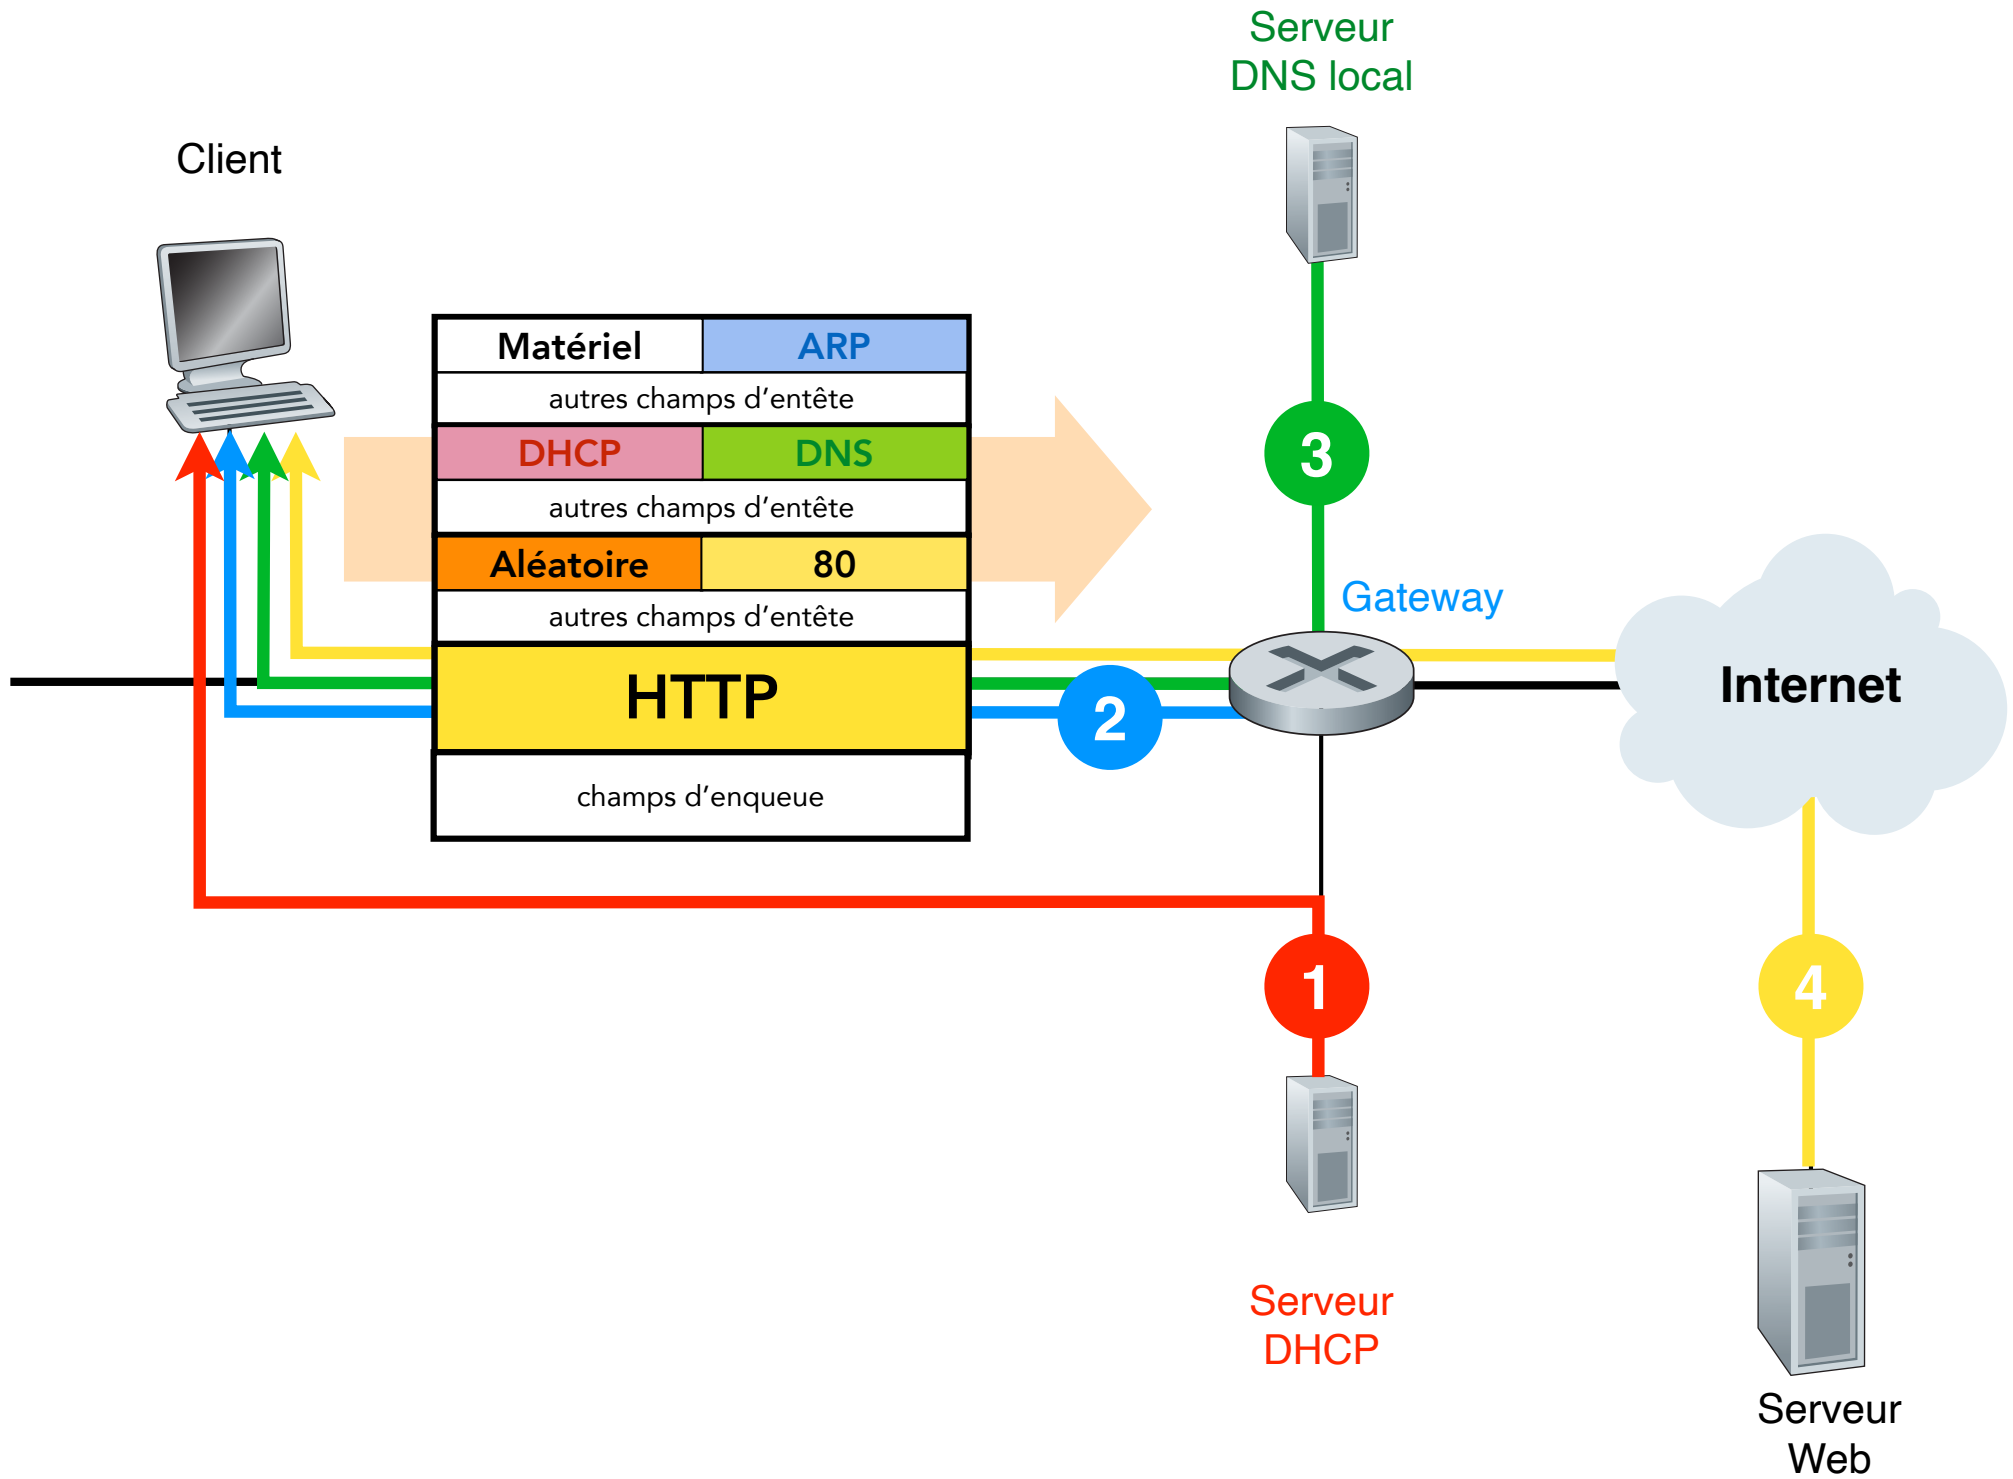 Serveur
DNS local
Client
Matériel ARP
autres champs d'entête
DHCP DNS
autres champs d'entête
Aléatoire 80
autres champs d'entête
HTTP
champs d'enqueue
3
Gateway
Internet
2
1
4
Serveur
DHCP
Serveur
Web